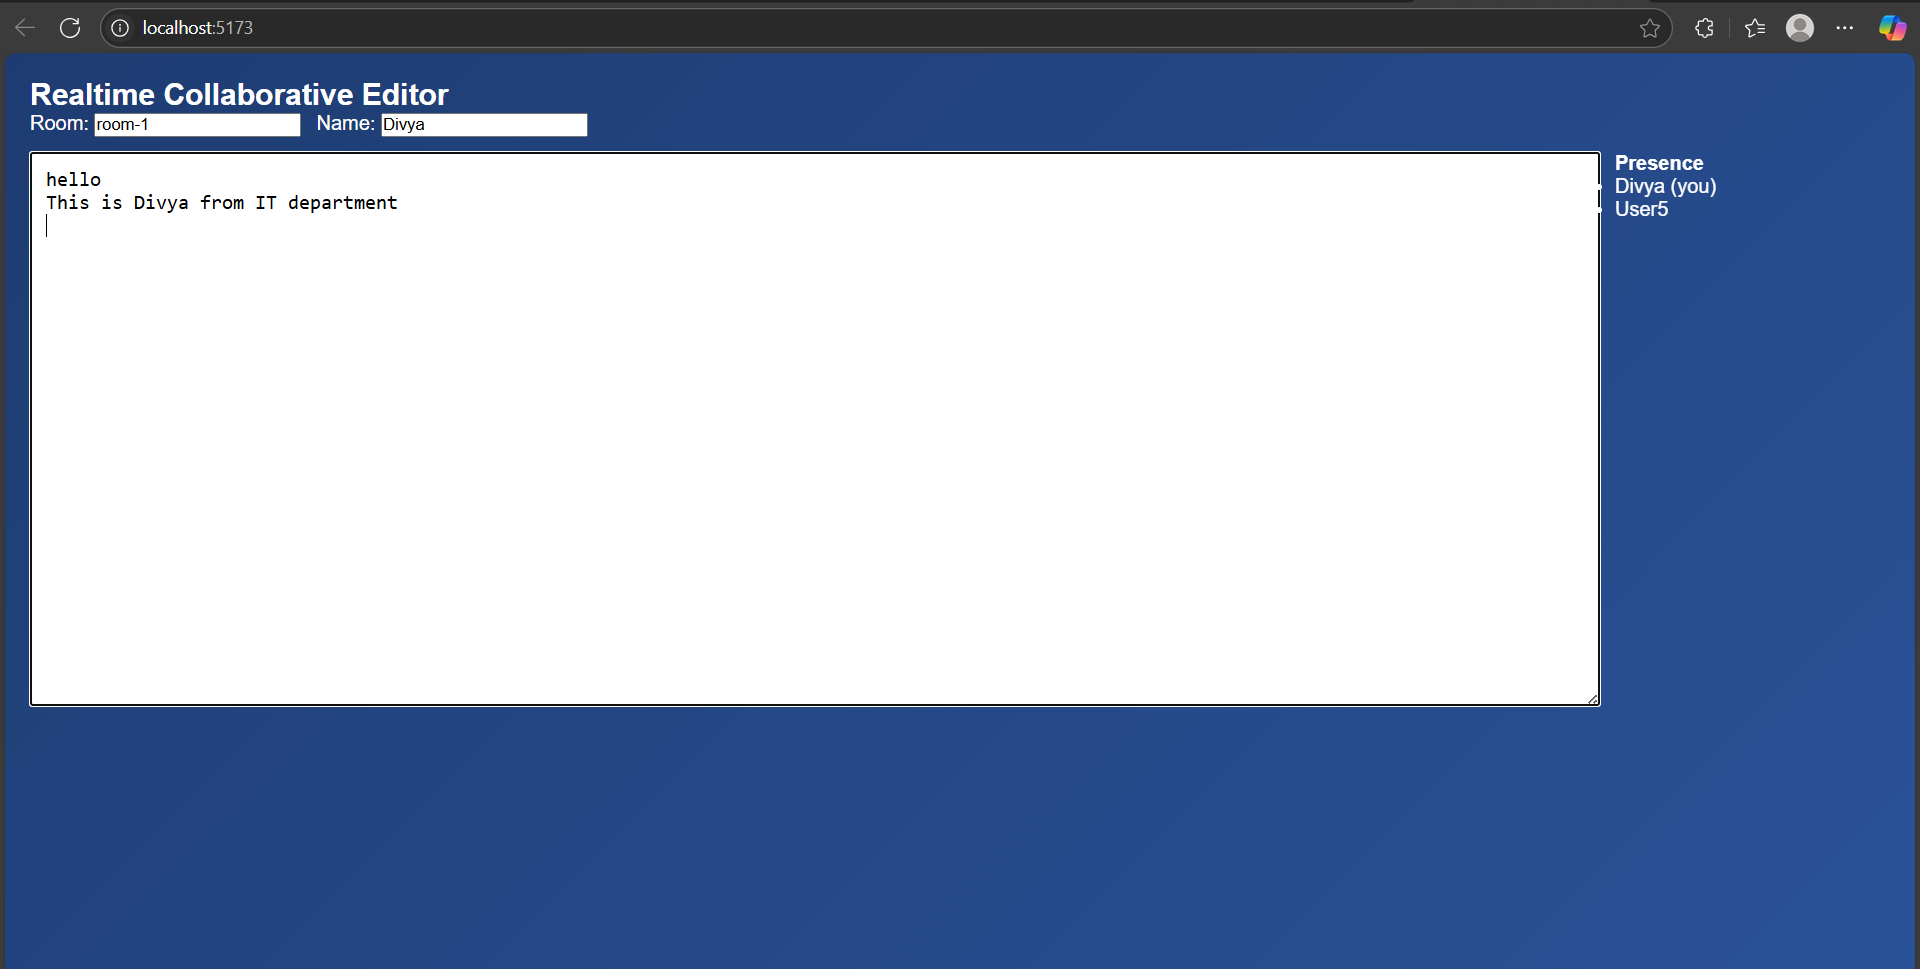 localhost:5173
Realtime Collaborative Editor
Room: room-1 Name: Divya
hello
This is Divya from IT department
Presence
Divya (you)
User5